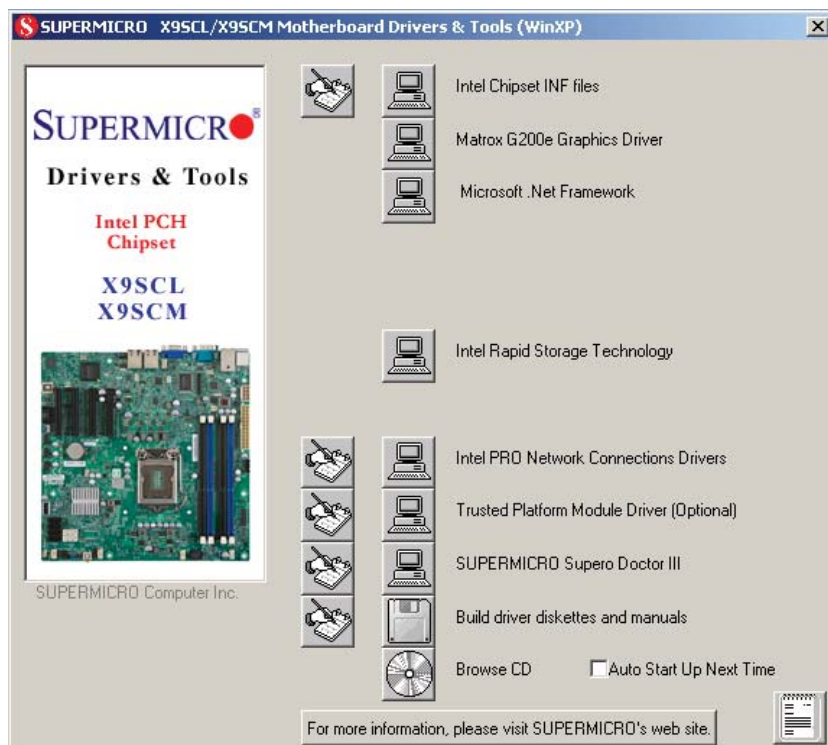 SUPERMICRO X9SCL/X9SCM Motherboard Drivers & Tools (WinXP)
SUPERMICRO®
Drivers & Tools
Intel PCH
Chipset
X9SCL
X9SCM
SUPERMICRO Computer Inc.
Intel Chipset INF files
Matrox G200e Graphics Driver
Microsoft .Net Framework
Intel Rapid Storage Technology
Intel PRO Network Connections Drivers
Trusted Platform Module Driver (Optional)
SUPERMICRO Supero Doctor III
Build driver diskettes and manuals
Browse CD Auto Start Up Next Time
For more information, please visit SUPERMICRO's web site.